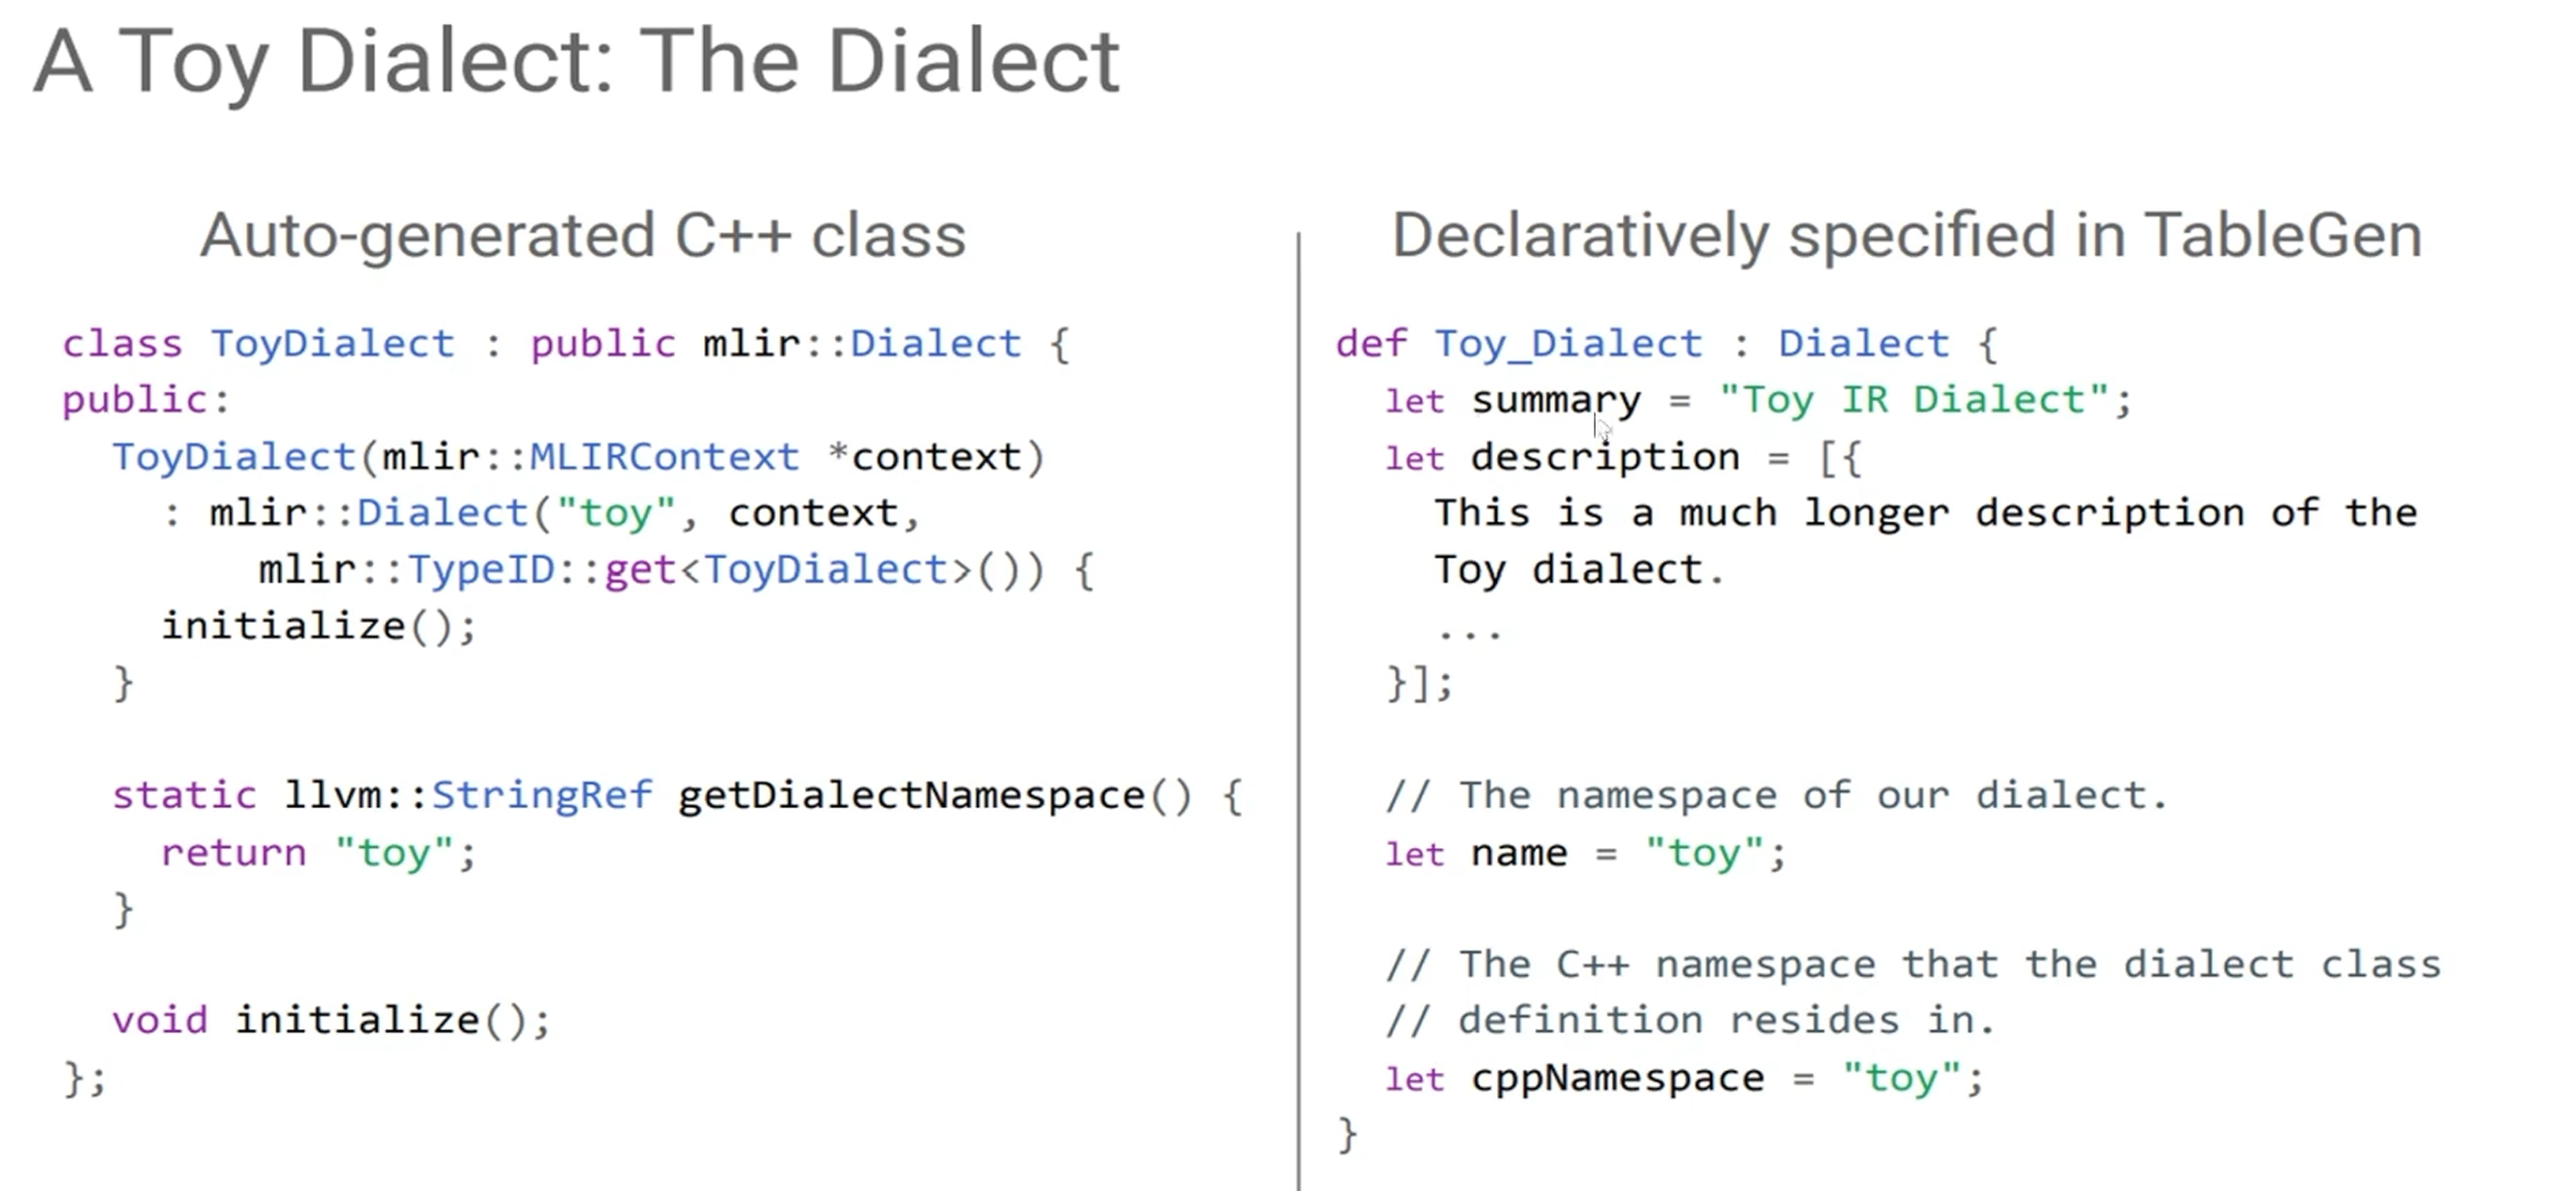 A Toy Dialect: The Dialect
Auto-generated C++ class
class ToyDialect : public mlir::Dialect {
public:
  ToyDialect(mlir::MLIRContext *context)
    : mlir::Dialect("toy", context,
        mlir::TypeID::get<ToyDialect>()) {
    initialize();
  }
  static llvm::StringRef getDialectNamespace() {
    return "toy";
  }
  void initialize();
};
Declaratively specified in TableGen
def Toy_Dialect : Dialect {
  let summary = "Toy IR Dialect";
  let description = [{
    This is a much longer description of the
    Toy dialect.
    ...
  }];
  // The namespace of our dialect.
  let name = "toy";
  // The C++ namespace that the dialect class
  // definition resides in.
  let cppNamespace = "toy";
}